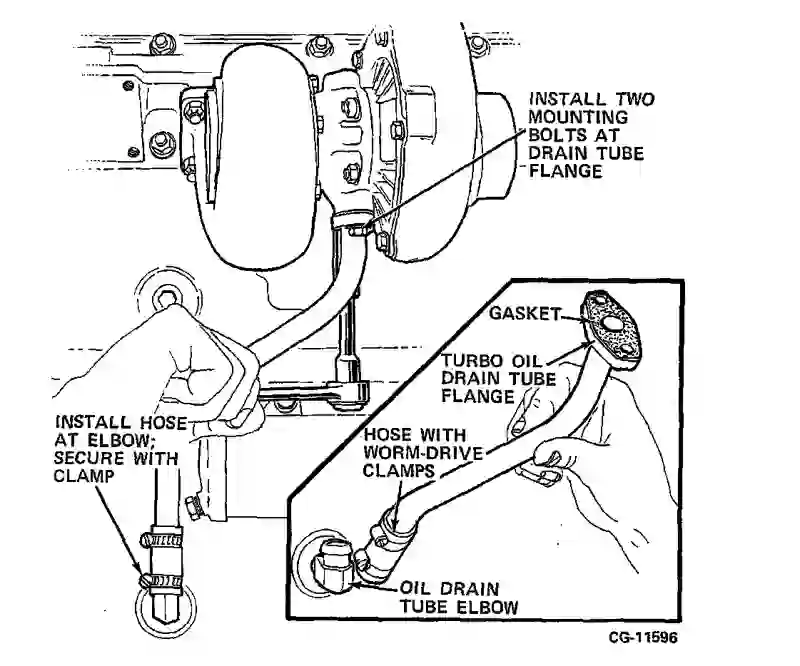 INSTALL TWO
MOUNTING
BOLTS AT
DRAIN TUBE
FLANGE
GASKET
TURBO OIL
DRAIN TUBE
FLANGE
INSTALL HOSE
AT ELBOW;
SECURE WITH
CLAMP
HOSE WITH
WORM-DRIVE
CLAMPS
OIL DRAIN
TUBE ELBOW
CG-11596